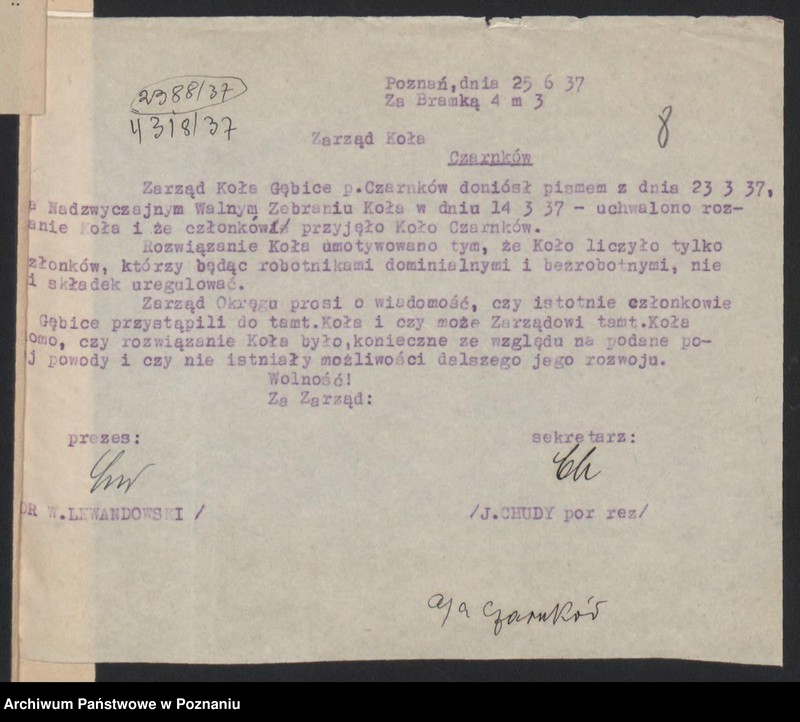 2388/37
4318/37
Poznań,dnia 25 6 37
Za Bramką 4 m 3
8
Zarząd Koła
Czarnków
Zarząd Koła Gębice p.Czarnków doniósł pismem z dnia 23 3 37,
a Nadzwyczajnym Walnym Zebraniu Koła w dniu 14 3 37 - uchwalono roz-
anie Koła i że członków przyjęło Koło Czarnków.
Rozwiązanie Koła umotywowano tym, że Koło liczyło tylko
złonków, którzy będąc robotnikami dominialnymi i bezrobotnymi, nie
i składek uregulować.
Zarząd Okręgu prosi o wiadomość, czy istotnie członkowie
Gębice przystąpili do tamt.Koła i czy może Zarządowi tamt.Koła
omo, czy rozwiązanie Koła było,konieczne ze względu na podane po-
j powody i czy nie istniały możliwości dalszego jego rozwoju.
Wolność!
Za Zarząd:
prezes: sekretarz:
DR W.LEWANDOWSKI / /J.CHUDY por rez/
a/a Czarnków
Archiwum Państwowe w Poznaniu